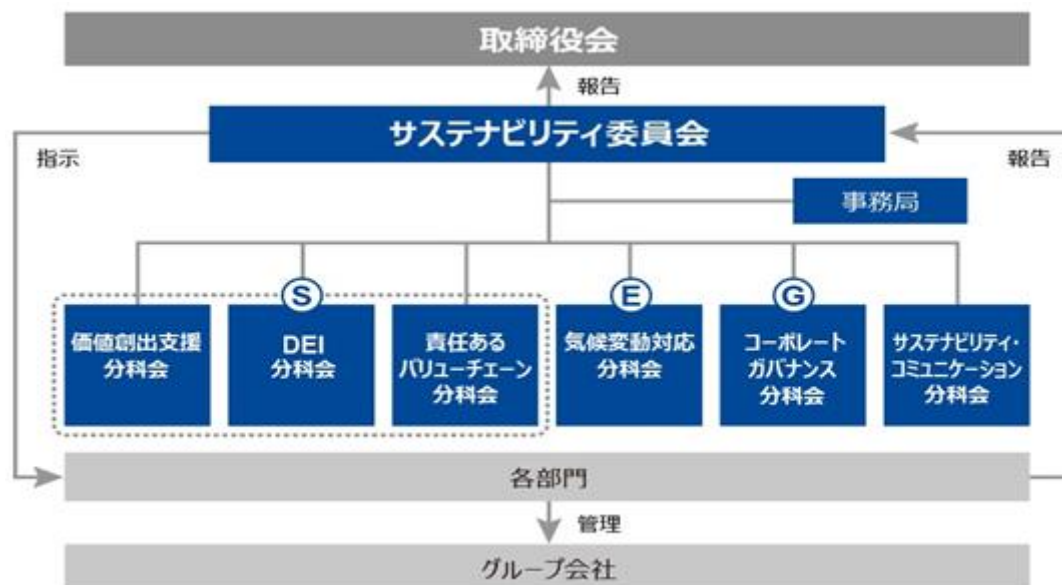 取締役会
報告
サステナビリティ委員会
指示
報告
事務局
S
E
G
価値創出支援
分科会
DEI
分科会
責任ある
バリューチェーン
分科会
気候変動対応
分科会
コーポレート
ガバナンス
分科会
サステナビリティ・
コミュニケーション
分科会
各部門
管理
グループ会社